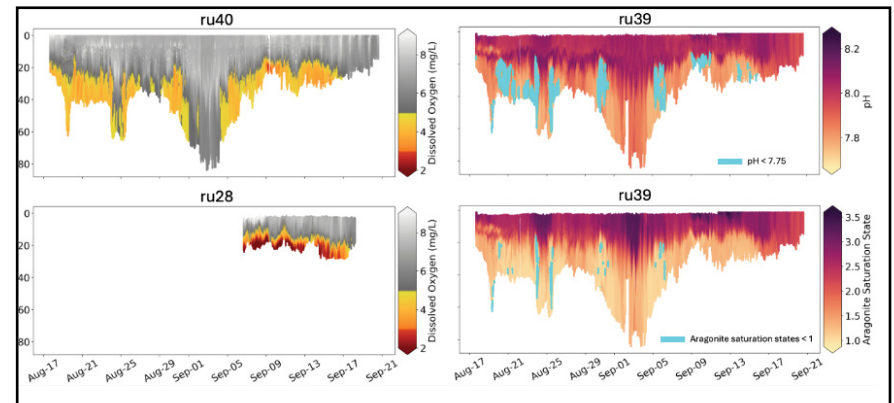 ru40
0
20
40
60
80
8
6
4
2
Dissolved Oxygen (mg/L)
ru39
8.2
8.0
7.8
pH
pH < 7.75
ru28
0
20
40
60
80
8
6
4
2
Dissolved Oxygen (mg/L)
Aug-17
Aug-21
Aug-25
Aug-29
Sep-01
Sep-05
Sep-09
Sep-13
Sep-17
Sep-21
ru39
3.5
3.0
2.5
2.0
1.5
1.0
Aragonite Saturation State
Aragonite saturation states < 1
Aug-17
Aug-21
Aug-25
Aug-29
Sep-01
Sep-05
Sep-09
Sep-13
Sep-17
Sep-21